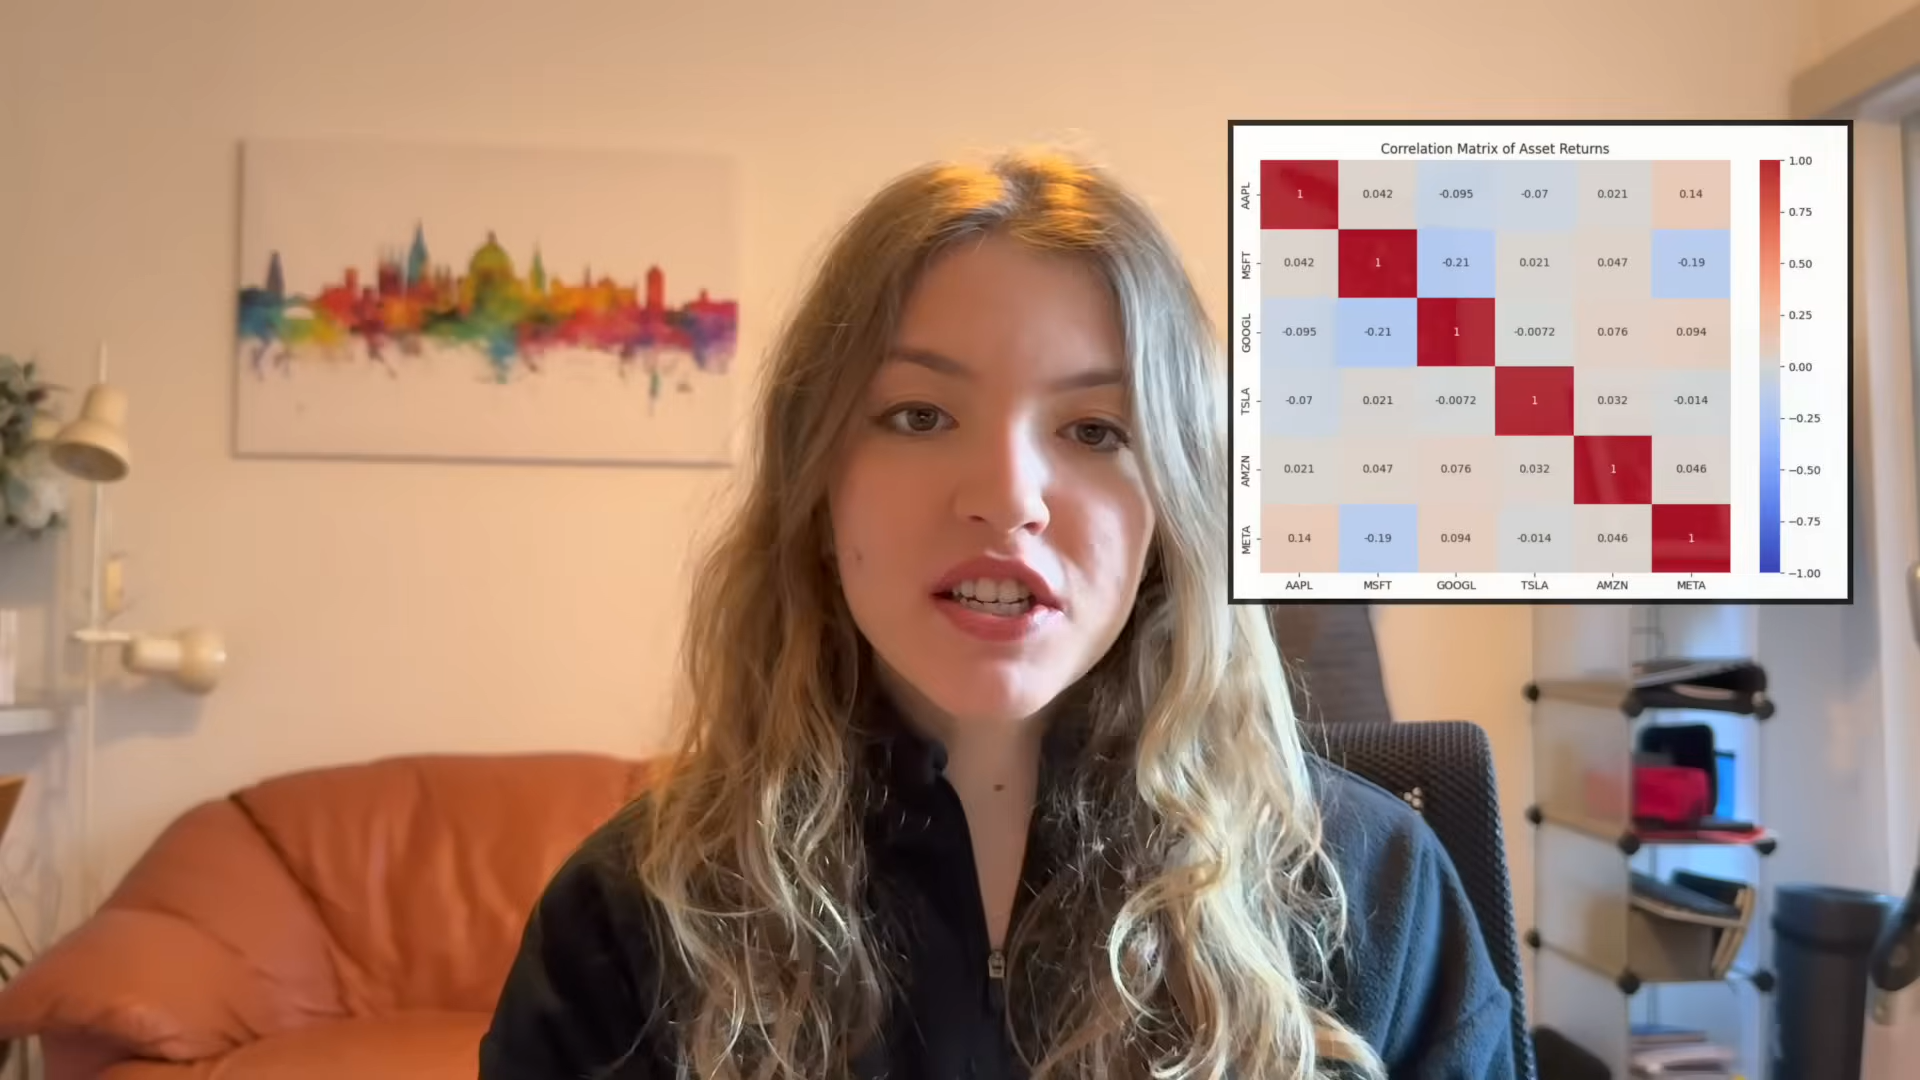 Correlation Matrix of Asset Returns
AAPL 1 0.042 -0.095 -0.07 0.021 0.14
MSFT 0.042 1 -0.21 0.021 0.047 -0.19
GOOGL -0.095 -0.21 1 -0.0072 0.076 0.094
TSLA -0.07 0.021 -0.0072 1 0.032 -0.014
AMZN 0.021 0.047 0.076 0.032 1 0.046
META 0.14 -0.19 0.094 -0.014 0.046 1
AAPL MSFT GOOGL TSLA AMZN META
1.00
0.75
0.50
0.25
0.00
−0.25
−0.50
−0.75
−1.00